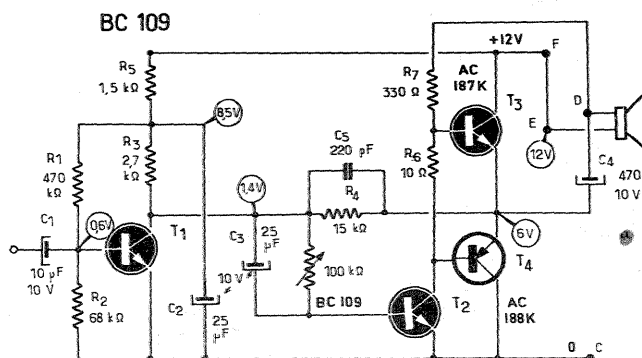 BC 109
+12V
F
R5
1,5 kΩ
R7
330 Ω
AC
187K
T3
D
E
12V
8,5V
R3
2,7
kΩ
C5
220 pF
R6
10 Ω
C4
470
10 V
R1
470
kΩ
1,4V
R4
15 kΩ
0,6V
C1
T1
C3
25
µF
6V
10 µF
10 V
10 V
100 kΩ
T4
R2
68 kΩ
C2
25
µF
BC 109
T2
AC
188K
0
C